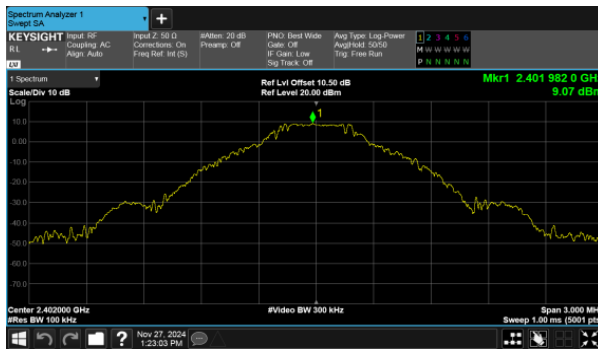 Spectrum Analyzer 1
Swept SA
+
KEYSIGHT
RL
Input: RF
Coupling: AC
Align: Auto
Input Z: 50 Ω
Corrections: On
Freq Ref: Int (S)
#Atten: 20 dB
Preamp: Off
PNO: Best Wide
Gate: Off
IF Gain: Low
Sig Track: Off
Avg Type: Log-Power
Avg|Hold: 50/50
Trig: Free Run
1 2 3 4 5 6
M W W W W W
P N N N N N
1 Spectrum
Scale/Div 10 dB
Log
Ref Lvl Offset 10.50 dB
Ref Level 20.00 dBm
Mkr1 2.401 982 0 GH
9.07 dBm
1
10.0
0.00
-10.0
-20.0
-30.0
-40.0
-50.0
-60.0
-70.0
Center 2.402000 GHz
#Res BW 100 kHz
#Video BW 300 kHz
Span 3.000 MH
Sweep 1.00 ms (5001 pts
?
Nov 27, 2024
1:23:03 PM